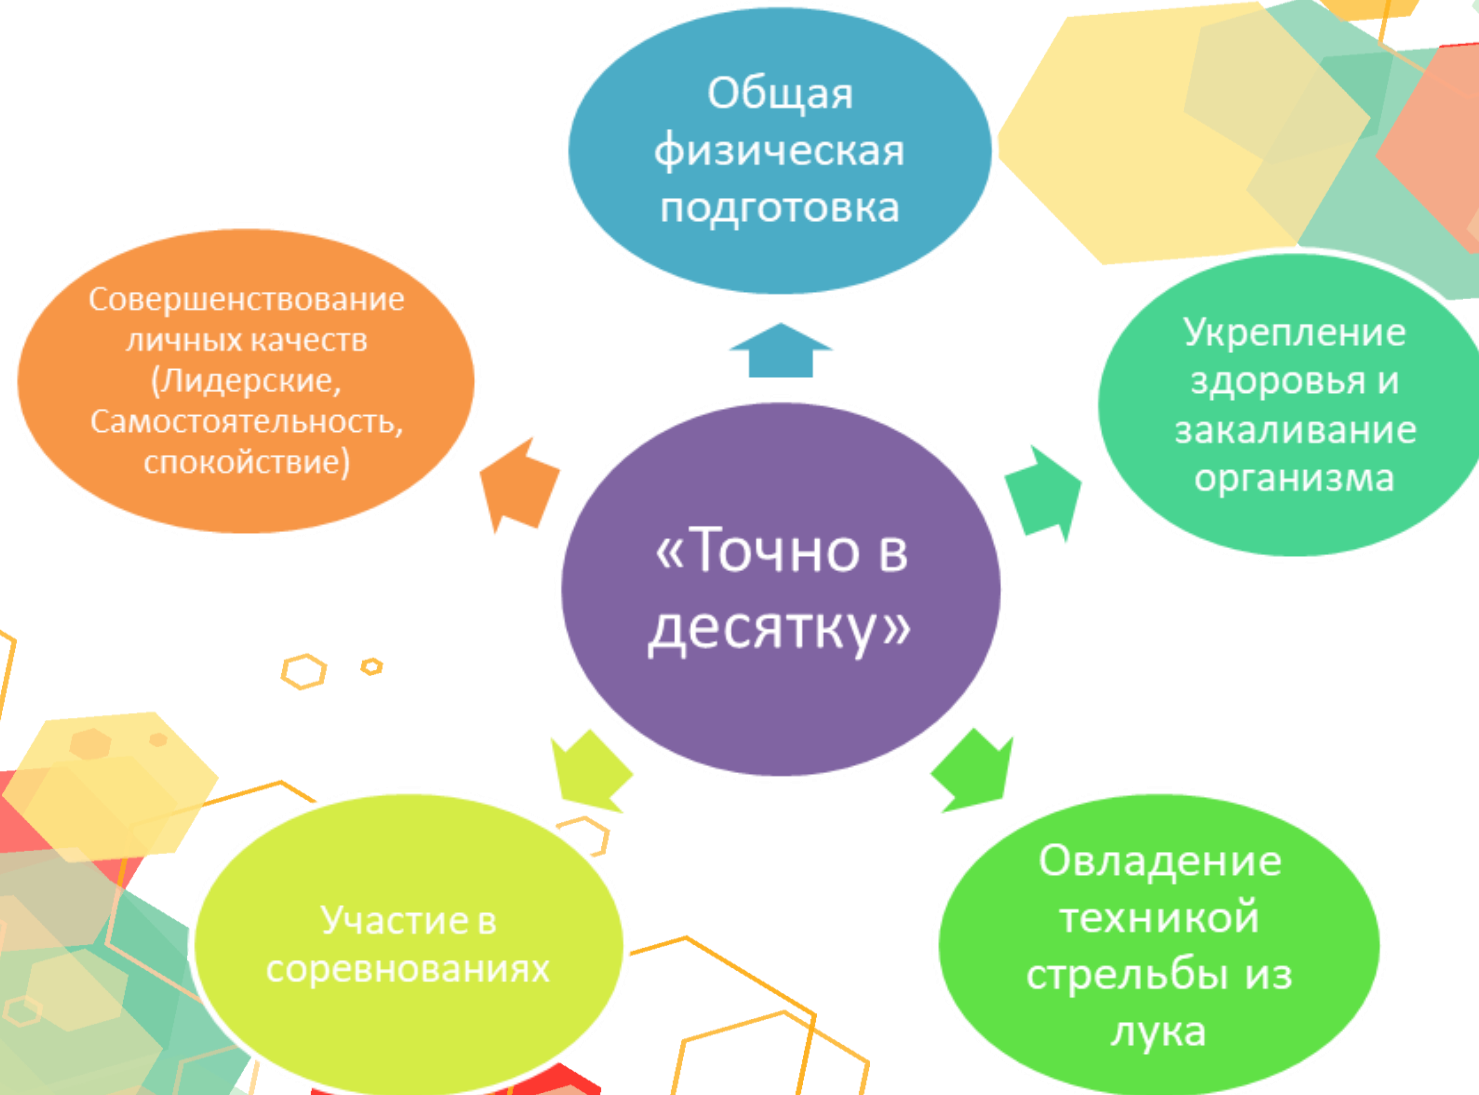 Общая
физическая
подготовка
Совершенствование
личных качеств
(Лидерские,
Самостоятельность,
спокойствие)
Укрепление
здоровья и
закаливание
организма
«Точно в
десятку»
Участие в
соревнованиях
Овладение
техникой
стрельбы из
лука